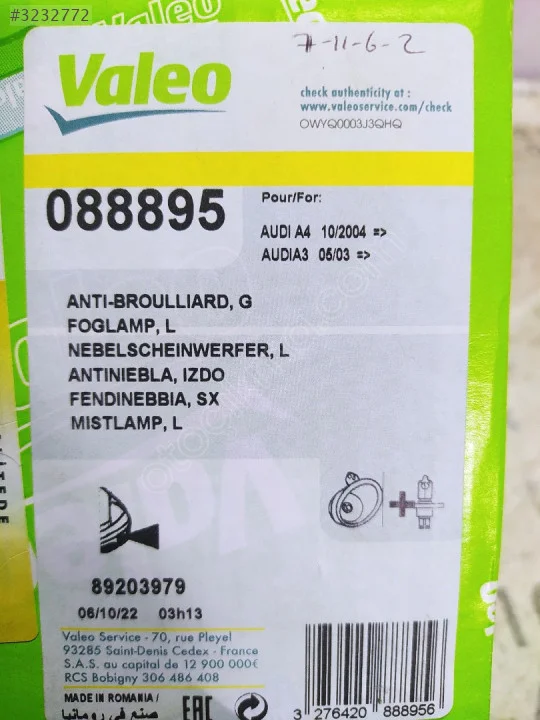 #3232772
7-11-6-2
Valeo
check authenticity at :
www.valeoservice.com/check
OWYQ0003J3QHQ
088895
Pour/For:
AUDI A4 10/2004 =>
AUDIA3 05/03 =>
ANTI-BROULLIARD, G
FOGLAMP, L
NEBELSCHEINWERFER, L
ANTINIEBLA, IZDO
FENDINEBBIA, SX
MISTLAMP, L
89203979
06/10/22 03h13
Valeo Service - 70, rue Pleyel
93285 Saint-Denis Cedex - France
S.A.S. au capital de 12 900 000€
RCS Bobigny 306 486 408
MADE IN ROMANIA /
صنع في رومانيا
EAC
3 276420 888956